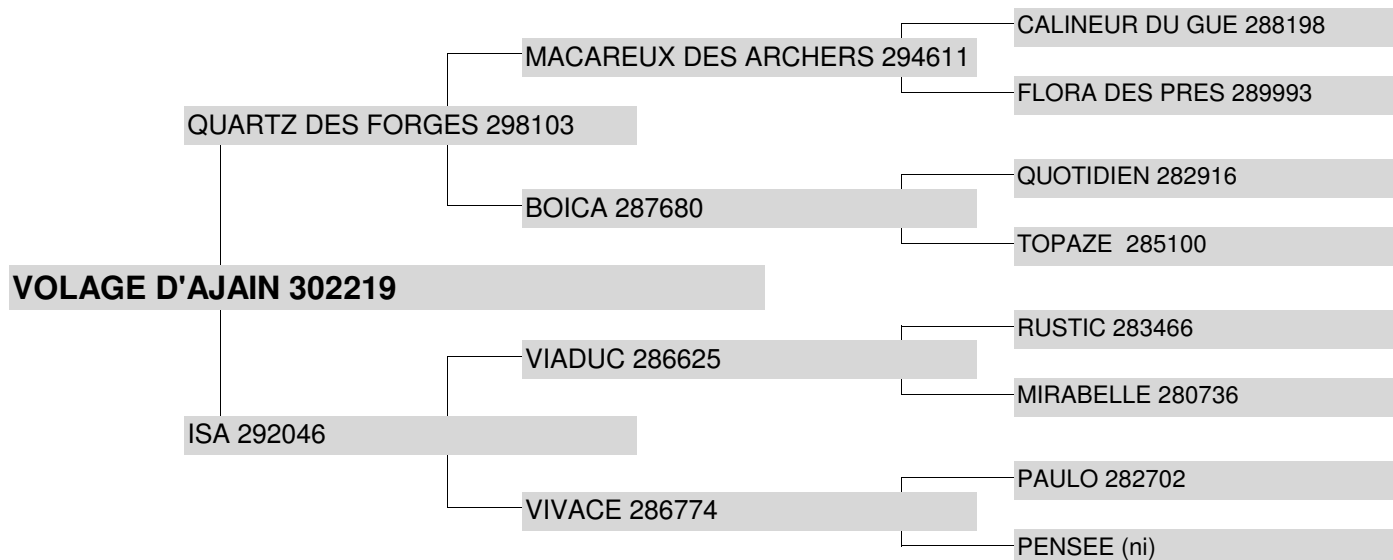 CALINEUR DU GUE 288198
MACAREUX DES ARCHERS 294611
FLORA DES PRES 289993
QUARTZ DES FORGES 298103
QUOTIDIEN 282916
BOICA 287680
TOPAZE 285100
VOLAGE D'AJAIN 302219
RUSTIC 283466
VIADUC 286625
MIRABELLE 280736
ISA 292046
PAULO 282702
VIVACE 286774
PENSEE (ni)